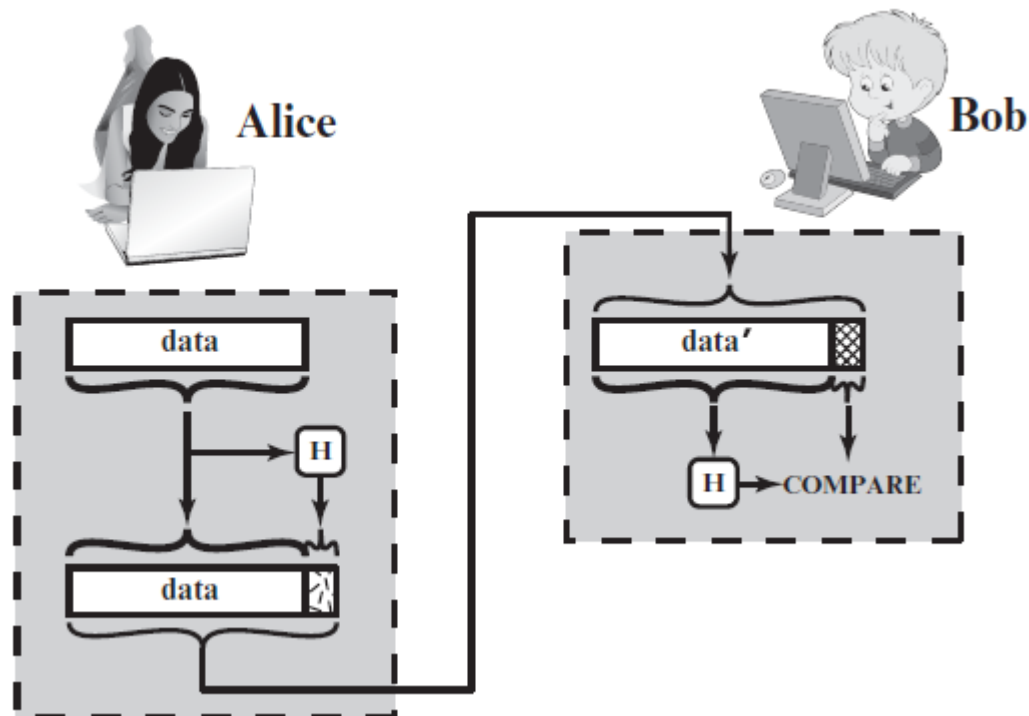 Alice
Bob
data
H
data
data′
H
COMPARE